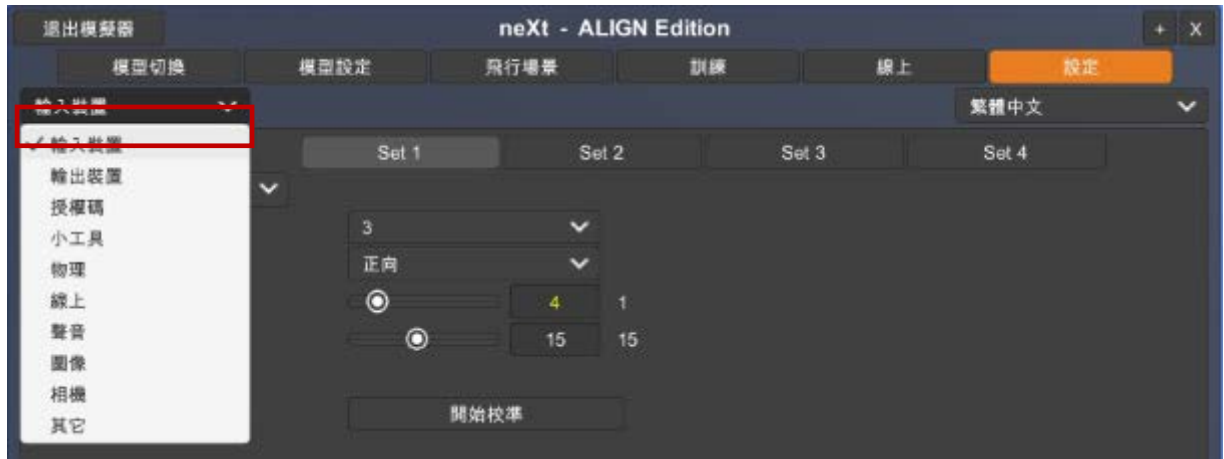 退出模擬器 neXt - ALIGN Edition + X
模型切換 模型設定 飛行場景 訓練 線上 設定
輸入裝置 繁體中文
✓ 輸入裝置 Set 1 Set 2 Set 3 Set 4
輸出裝置
授權碼
小工具 3
物理 正向
線上 4 1
聲音 15 15
圖像
相機
其它 開始校準